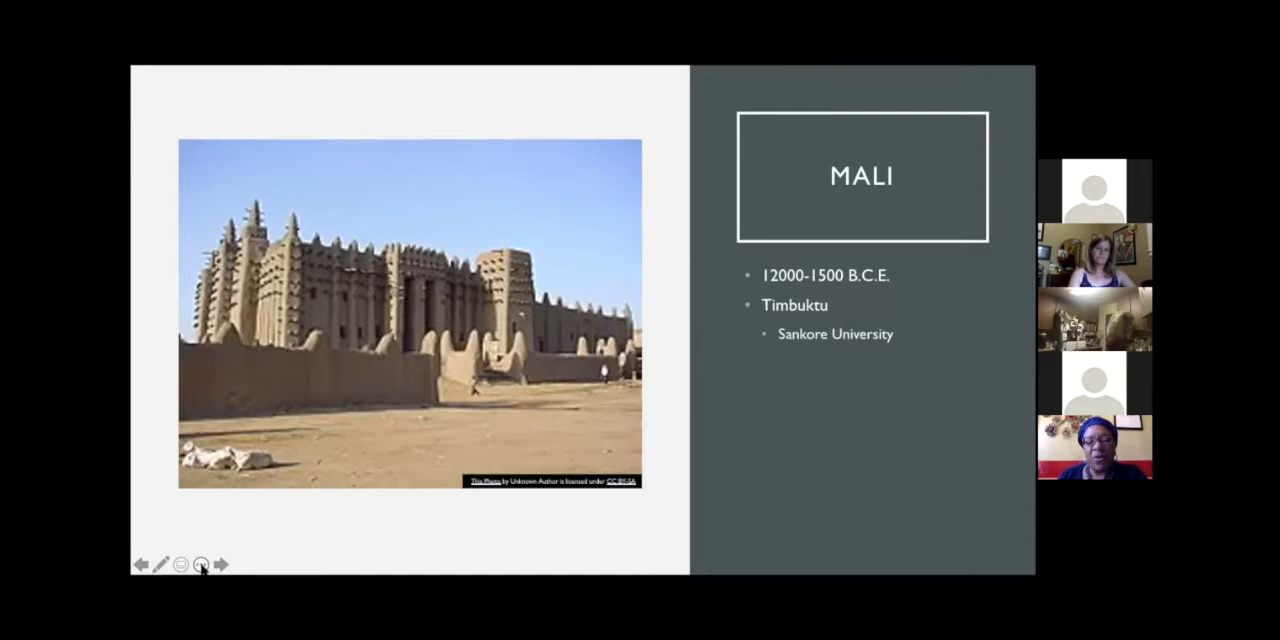 MALI
12000-1500 B.C.E.
Timbuktu
Sankore University
This Photo by Unknown Author is licensed under CC BY-SA